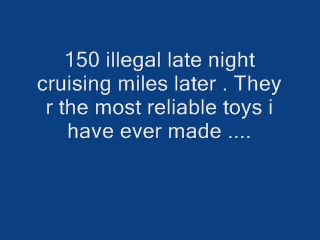 150 illegal late night
cruising miles later . They
r the most reliable toys i
have ever made ....